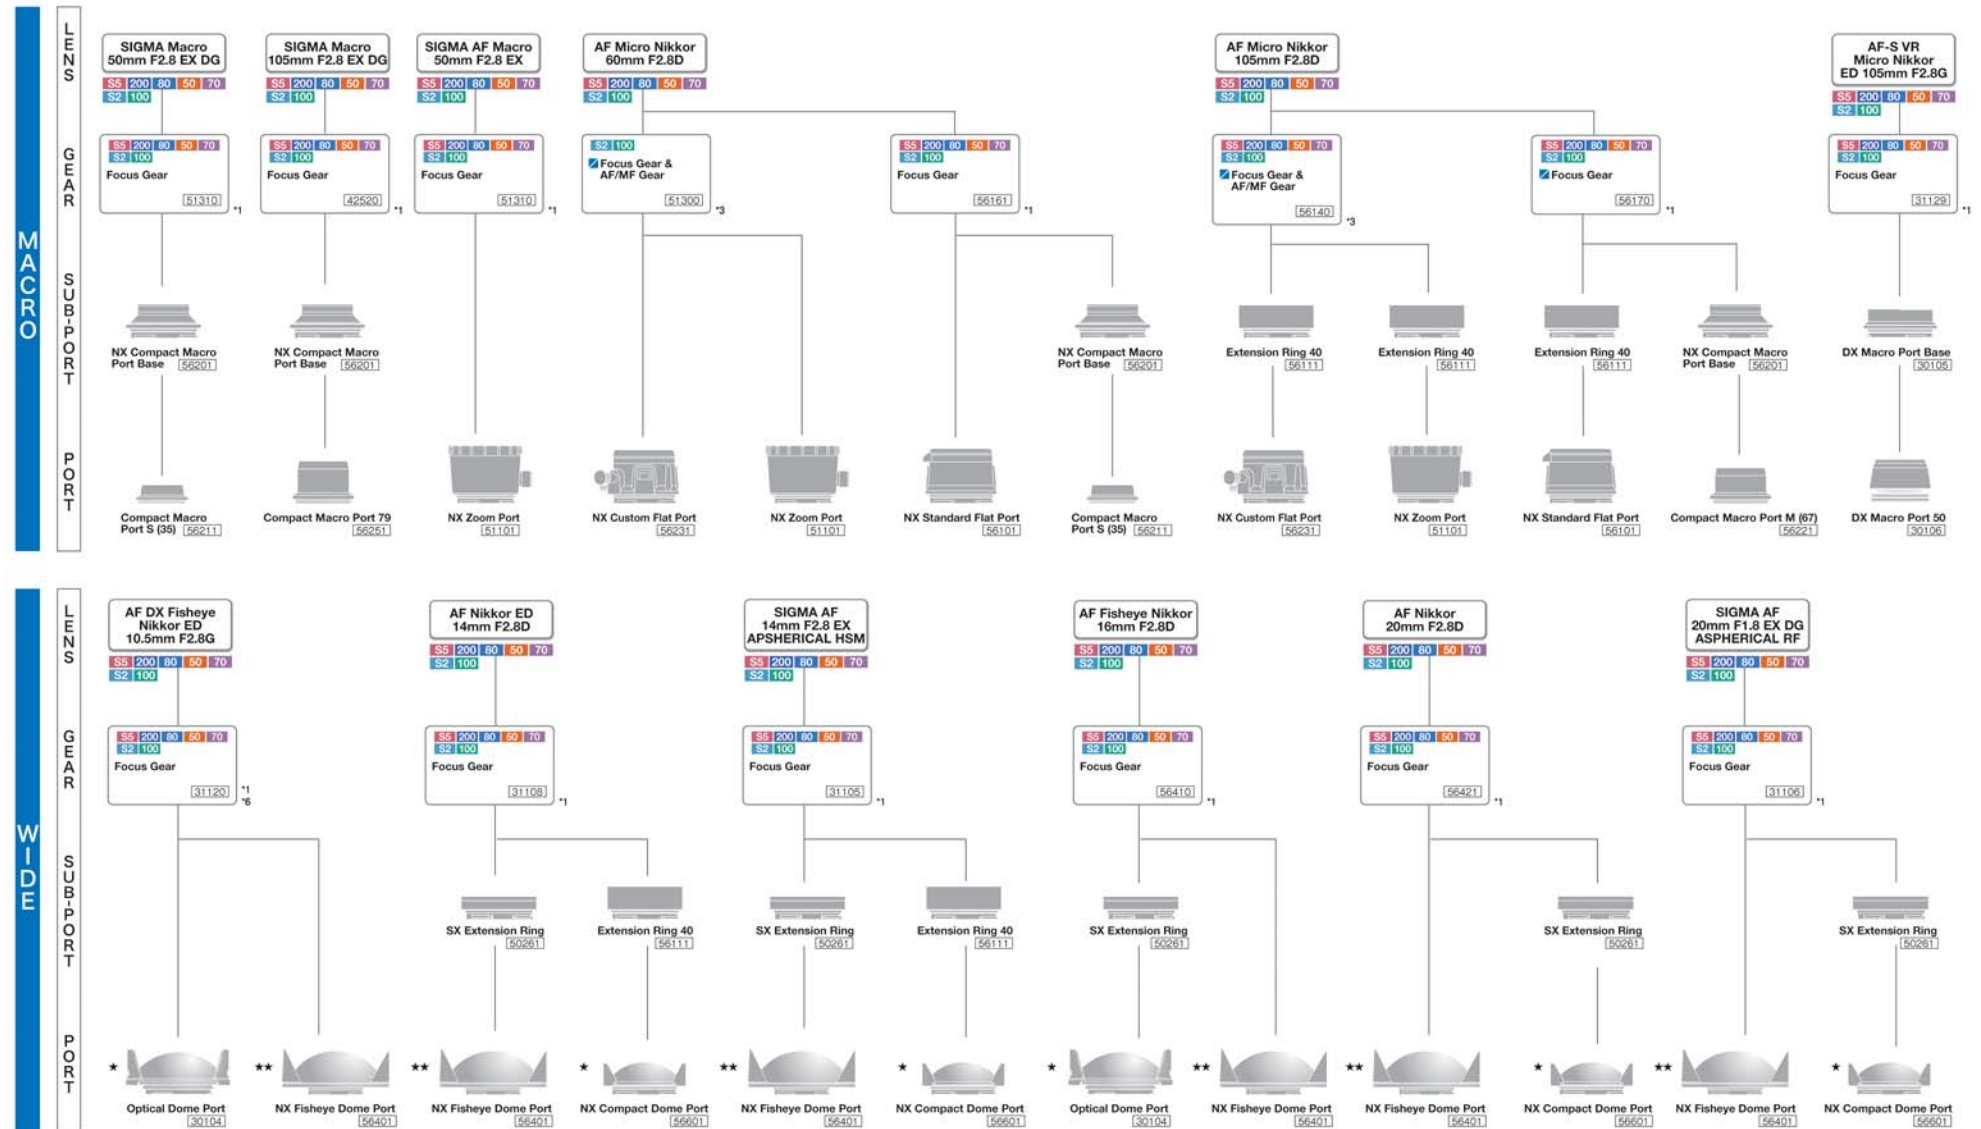 MACRO
LENS
SIGMA Macro
50mm F2.8 EX DG
S5 200 80 50 70
S2 100
SIGMA Macro
105mm F2.8 EX DG
S5 200 80 50 70
S2 100
SIGMA AF Macro
50mm F2.8 EX
S5 200 80 50 70
S2 100
AF Micro Nikkor
60mm F2.8D
S5 200 80 50 70
S2 100
AF Micro Nikkor
105mm F2.8D
S5 200 80 50 70
S2 100
AF-S VR
Micro Nikkor
ED 105mm F2.8G
S5 200 80 50 70
S2 100
GEAR
S5 200 80 50 70
S2 100
Focus Gear
51310
*1
S5 200 80 50 70
S2 100
Focus Gear
42520
*1
S5 200 80 50 70
S2 100
Focus Gear
51310
*1
S2 100
Focus Gear &
AF/MF Gear
51300
*3
S5 200 80 50 70
S2 100
Focus Gear
56161
*1
S5 200 80 50 70
S2 100
Focus Gear &
AF/MF Gear
56140
*3
S5 200 80 50 70
S2 100
Focus Gear
56170
*1
S5 200 80 50 70
S2 100
Focus Gear
31129
*1
SUB-PORT
NX Compact Macro
Port Base 56201
NX Compact Macro
Port Base 56201
NX Compact Macro
Port Base 56201
Extension Ring 40
56111
Extension Ring 40
56111
Extension Ring 40
56111
NX Compact Macro
Port Base 56201
DX Macro Port Base
30105
PORT
Compact Macro
Port S (35) 56211
Compact Macro Port 79
56251
NX Zoom Port
51101
NX Custom Flat Port
56231
NX Zoom Port
51101
NX Standard Flat Port
56101
Compact Macro
Port S (35) 56211
NX Custom Flat Port
56231
NX Zoom Port
51101
NX Standard Flat Port
56101
Compact Macro Port M (67)
56221
DX Macro Port 50
30106
WIDE
LENS
AF DX Fisheye
Nikkor ED
10.5mm F2.8G
S5 200 80 50 70
S2 100
AF Nikkor ED
14mm F2.8D
S5 200 80 50 70
S2 100
SIGMA AF
14mm F2.8 EX
APSHERICAL HSM
S5 200 80 50 70
S2 100
AF Fisheye Nikkor
16mm F2.8D
S5 200 80 50 70
S2 100
AF Nikkor
20mm F2.8D
S5 200 80 50 70
S2 100
SIGMA AF
20mm F1.8 EX DG
ASPHERICAL RF
S5 200 80 50 70
S2 100
GEAR
S5 200 80 50 70
S2 100
Focus Gear
31120
*1
*6
S5 200 80 50 70
S2 100
Focus Gear
31108
*1
S5 200 80 50 70
S2 100
Focus Gear
31105
*1
S5 200 80 50 70
S2 100
Focus Gear
56410
*1
S5 200 80 50 70
S2 100
Focus Gear
56421
*1
S5 200 80 50 70
S2 100
Focus Gear
31106
*1
SUB-PORT
SX Extension Ring
50261
Extension Ring 40
56111
SX Extension Ring
50261
Extension Ring 40
56111
SX Extension Ring
50261
SX Extension Ring
50261
SX Extension Ring
50261
PORT
★
Optical Dome Port
30104
★★
NX Fisheye Dome Port
56401
★★
NX Fisheye Dome Port
56401
★
NX Compact Dome Port
56601
★★
NX Fisheye Dome Port
56401
★
NX Compact Dome Port
56601
★
Optical Dome Port
30104
★★
NX Fisheye Dome Port
56401
★★
NX Fisheye Dome Port
56401
★
NX Compact Dome Port
56601
★★
NX Fisheye Dome Port
56401
★
NX Compact Dome Port
56601